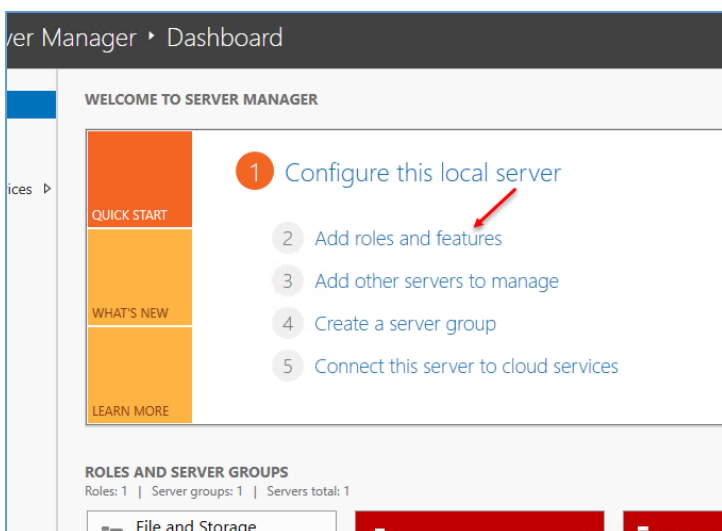 ver Manager ‣ Dashboard
WELCOME TO SERVER MANAGER
ices
1 Configure this local server
QUICK START
2 Add roles and features
3 Add other servers to manage
WHAT'S NEW
4 Create a server group
5 Connect this server to cloud services
LEARN MORE
ROLES AND SERVER GROUPS
Roles: 1 | Server groups: 1 | Servers total: 1
File and Storage